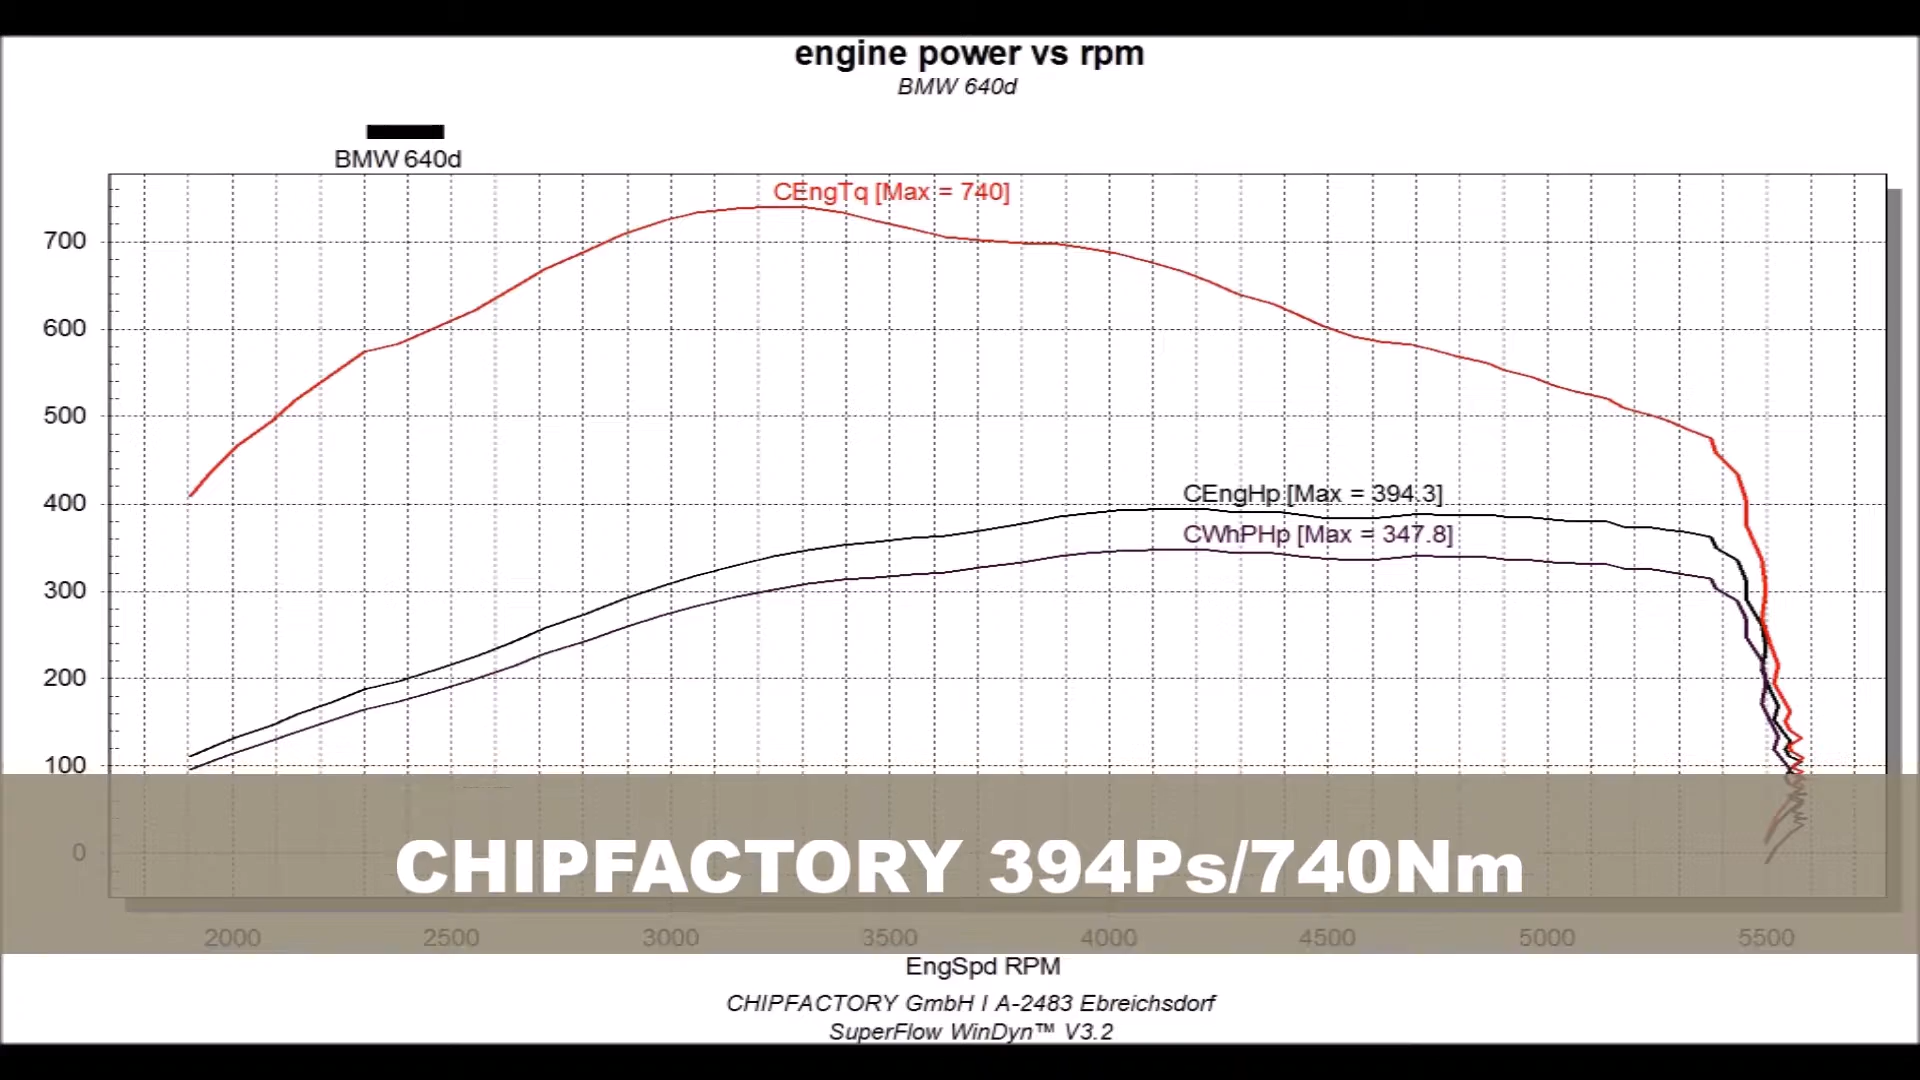 engine power vs rpm
BMW 640d
BMW 640d
CEngTq [Max = 740]
700
600
500
400
CEngHp [Max = 394.3]
CWhPHp [Max = 347.8]
300
200
100
0
CHIPFACTORY 394Ps/740Nm
2000 2500 3000 3500 4000 4500 5000 5500
EngSpd RPM
CHIPFACTORY GmbH I A-2483 Ebreichsdorf
SuperFlow WinDyn™ V3.2